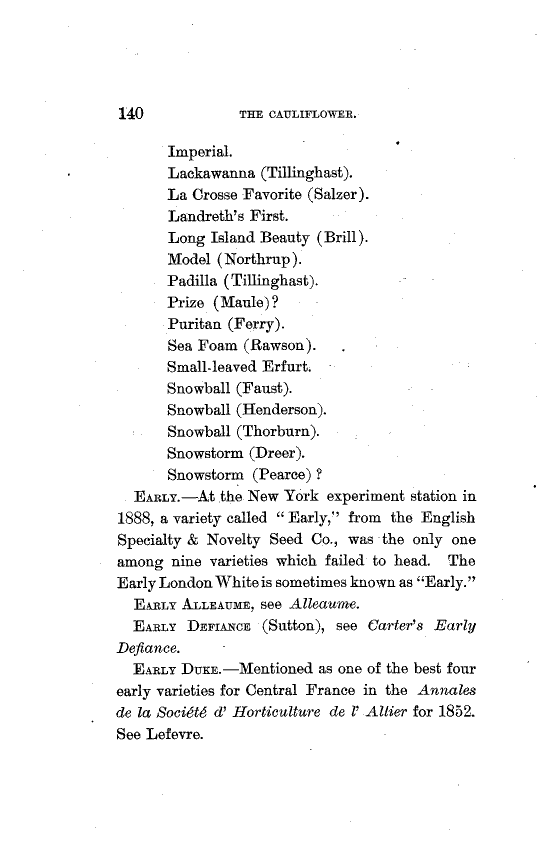 140 THE CAULIFLOWER.
Imperial.
Lackawanna (Tillinghast).
La Crosse Favorite (Salzer).
Landreth's First.
Long Island Beauty (Brill).
Model (Northrup).
Padilla (Tillinghast).
Prize (Maule)?
Puritan (Ferry).
Sea Foam (Rawson).
Small-leaved Erfurt.
Snowball (Faust).
Snowball (Henderson).
Snowball (Thorburn).
Snowstorm (Dreer).
Snowstorm (Pearce) ?
EARLY.—At the New York experiment station in
1888, a variety called "Early," from the English
Specialty & Novelty Seed Co., was the only one
among nine varieties which failed to head. The
Early London White is sometimes known as "Early."
EARLY ALLEAUME, see Alleaume.
EARLY DEFIANCE (Sutton), see Carter's Early
Defiance.
EARLY DUKE.—Mentioned as one of the best four
early varieties for Central France in the Annales
de la Société d' Horticulture de l' Allier for 1852.
See Lefevre.